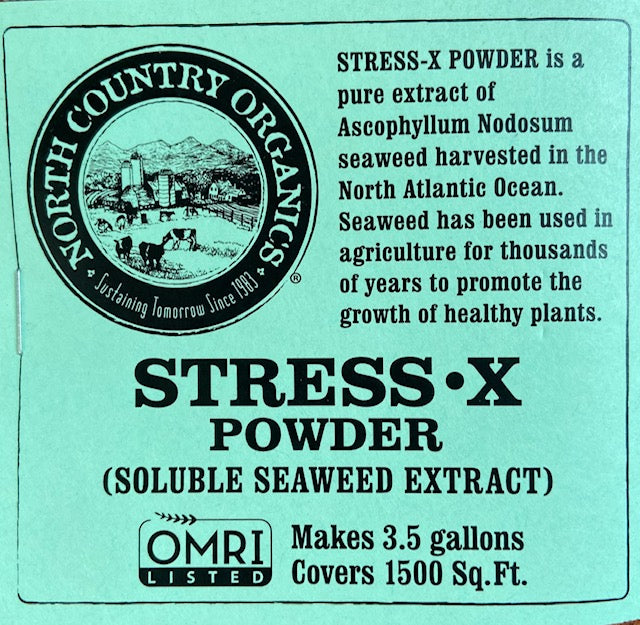 NORTH COUNTRY ORGANICS
Sustaining Tomorrow Since 1983
®
STRESS-X POWDER is a
pure extract of
Ascophyllum Nodosum
seaweed harvested in the
North Atlantic Ocean.
Seaweed has been used in
agriculture for thousands
of years to promote the
growth of healthy plants.
STRESS•X
POWDER
(SOLUBLE SEAWEED EXTRACT)
OMRI
LISTED
Makes 3.5 gallons
Covers 1500 Sq.Ft.